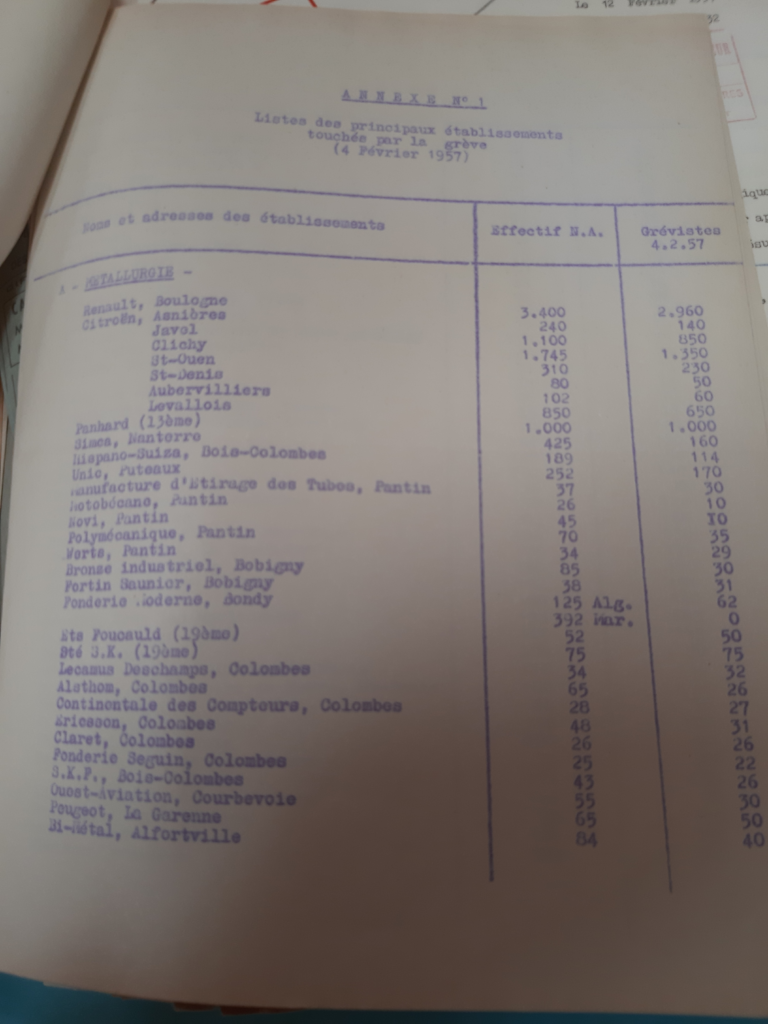 Le 12 Février
52
ANNEXE N° 1
Listes des principaux établissements
touchés par la grève
(4 Février 1957)
Noms et adresses des établissements Effectif N.A. Grévistes
4.2.57
A - METALLURGIE -
Renault, Boulogne 3.400 2.960
Citroën, Asnières 240 140
Javel 1.100 850
Clichy 1.745 1.350
St-Ouen 310 230
St-Denis 80 50
Aubervilliers 102 60
Levallois 850 650
Panhard (13ème) 1.000 1.000
Simca, Nanterre 425 160
Hispano-Suiza, Bois-Colombes 189 114
Unic, Puteaux 252 170
Manufacture d'Etirage des Tubes, Pantin 37 30
Motobécane, Pantin 26 10
Novi, Pantin 45 10
Polymécanique, Pantin 70 35
Werts, Pantin 34 29
Bronze industriel, Bobigny 85 30
Fortin Saunier, Bobigny 38 31
Fonderie Moderne, Bondy 125 Alg. 62
392 Mar. 0
Ets Foucauld (19ème) 52 50
Sté S.K. (19ème) 75 75
Lecamus Deschamps, Colombes 34 32
Alsthom, Colombes 65 26
Continentale des Compteurs, Colombes 28 27
Ericsson, Colombes 48 31
Claret, Colombes 26 26
Fonderie Seguin, Colombes 25 22
S.K.F., Bois-Colombes 43 26
Ouest-Aviation, Courbevoie 55 30
Peugeot, La Garenne 65 50
Bi-Métal, Alfortville 84 40